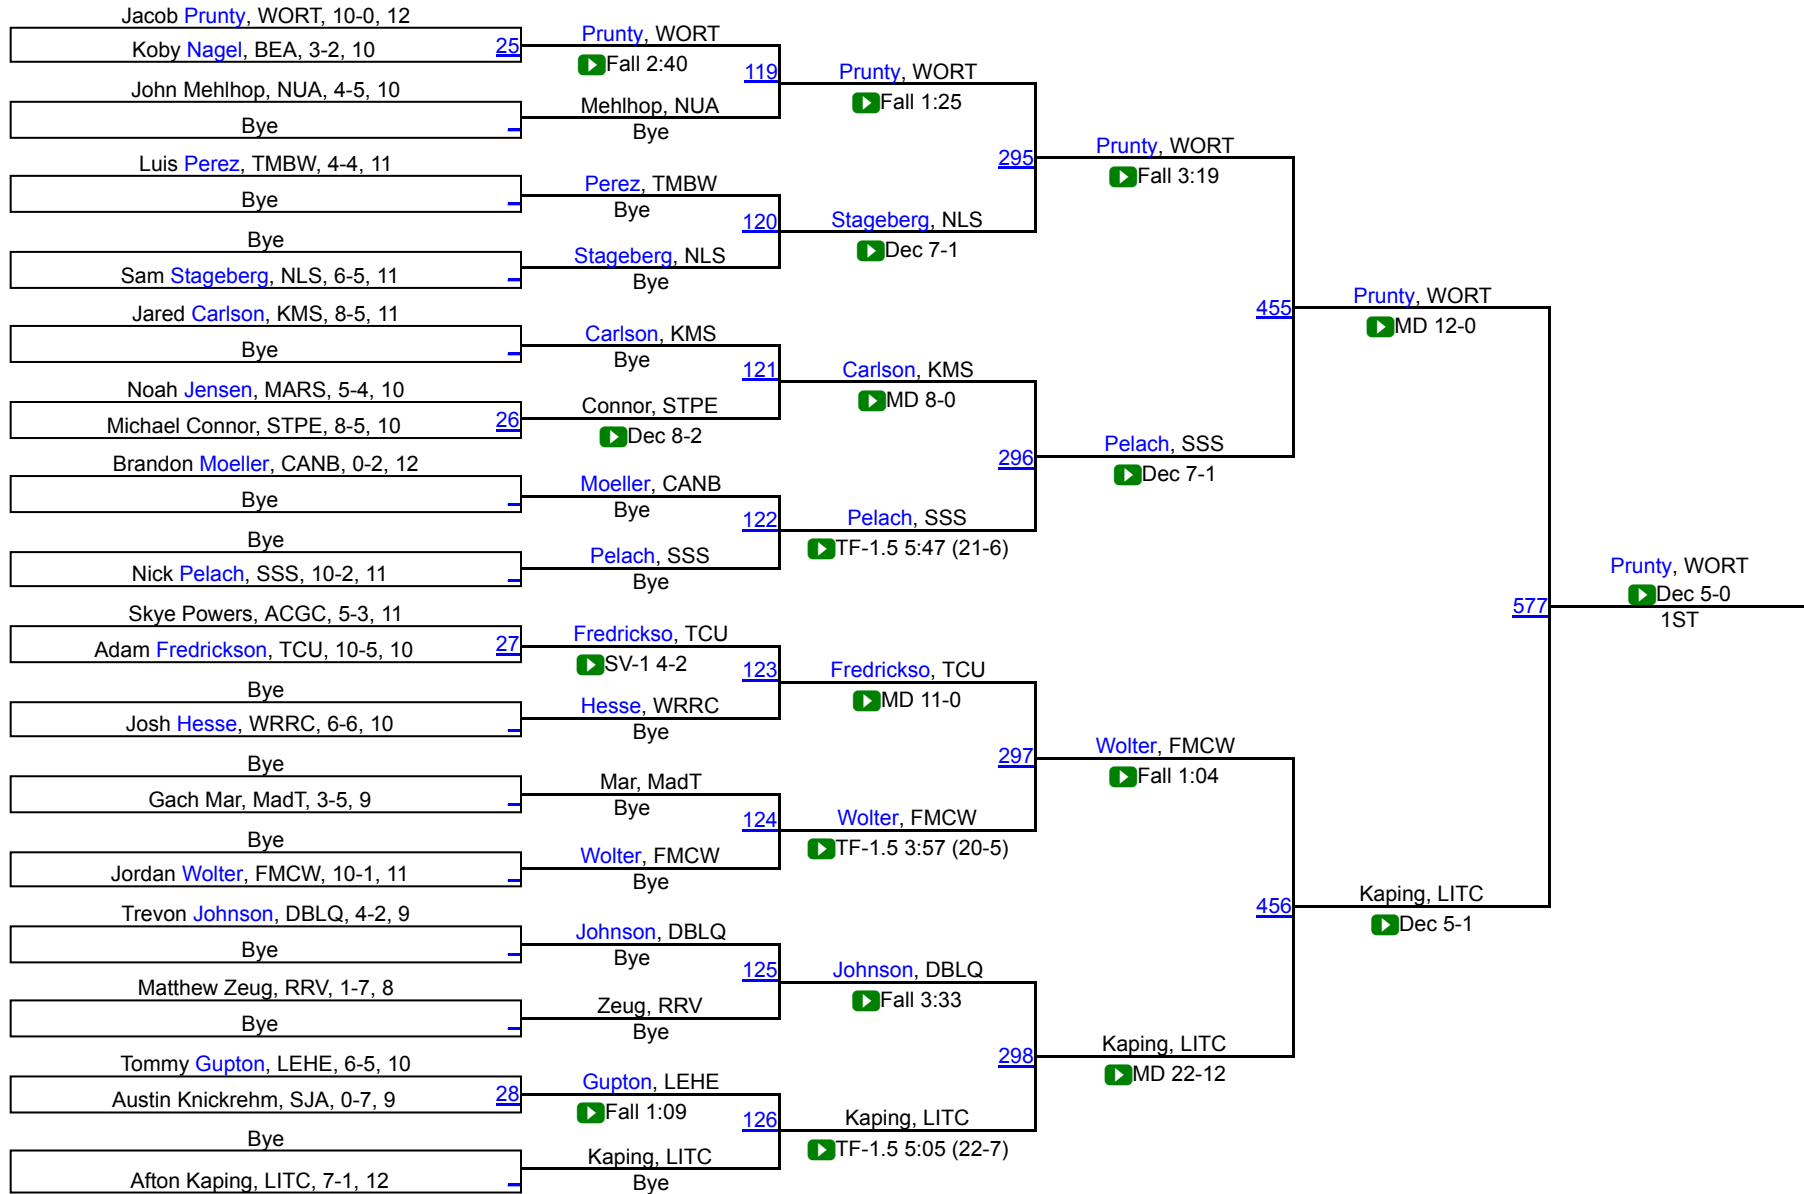 Jacob Prunty, WORT, 10-0, 12
Koby Nagel, BEA, 3-2, 10
25
John Mehlhop, NUA, 4-5, 10
Bye
Luis Perez, TMBW, 4-4, 11
Bye
Bye
Sam Stageberg, NLS, 6-5, 11
Jared Carlson, KMS, 8-5, 11
Bye
Noah Jensen, MARS, 5-4, 10
Michael Connor, STPE, 8-5, 10
26
Brandon Moeller, CANB, 0-2, 12
Bye
Bye
Nick Pelach, SSS, 10-2, 11
Skye Powers, ACGC, 5-3, 11
Adam Fredrickson, TCU, 10-5, 10
27
Bye
Josh Hesse, WRRC, 6-6, 10
Bye
Gach Mar, MadT, 3-5, 9
Bye
Jordan Wolter, FMCW, 10-1, 11
Trevon Johnson, DBLQ, 4-2, 9
Bye
Matthew Zeug, RRV, 1-7, 8
Bye
Tommy Gupton, LEHE, 6-5, 10
Austin Knickrehm, SJA, 0-7, 9
28
Bye
Afton Kaping, LITC, 7-1, 12
Prunty, WORT
Fall 2:40
119
Mehlhop, NUA
Bye
Perez, TMBW
Bye
120
Stageberg, NLS
Bye
Carlson, KMS
Bye
121
Connor, STPE
Dec 8-2
Moeller, CANB
Bye
122
Pelach, SSS
Bye
Fredrickso, TCU
SV-1 4-2
123
Hesse, WRRC
Bye
Mar, MadT
Bye
124
Wolter, FMCW
Bye
Johnson, DBLQ
Bye
125
Zeug, RRV
Bye
Gupton, LEHE
Fall 1:09
126
Kaping, LITC
Bye
Prunty, WORT
Fall 1:25
295
Stageberg, NLS
Dec 7-1
Carlson, KMS
MD 8-0
296
Pelach, SSS
TF-1.5 5:47 (21-6)
Fredrickso, TCU
MD 11-0
297
Wolter, FMCW
TF-1.5 3:57 (20-5)
Johnson, DBLQ
Fall 3:33
298
Kaping, LITC
TF-1.5 5:05 (22-7)
Prunty, WORT
Fall 3:19
455
Pelach, SSS
Dec 7-1
Wolter, FMCW
Fall 1:04
456
Kaping, LITC
MD 22-12
Prunty, WORT
MD 12-0
577
Kaping, LITC
Dec 5-1
Prunty, WORT
Dec 5-0
1ST